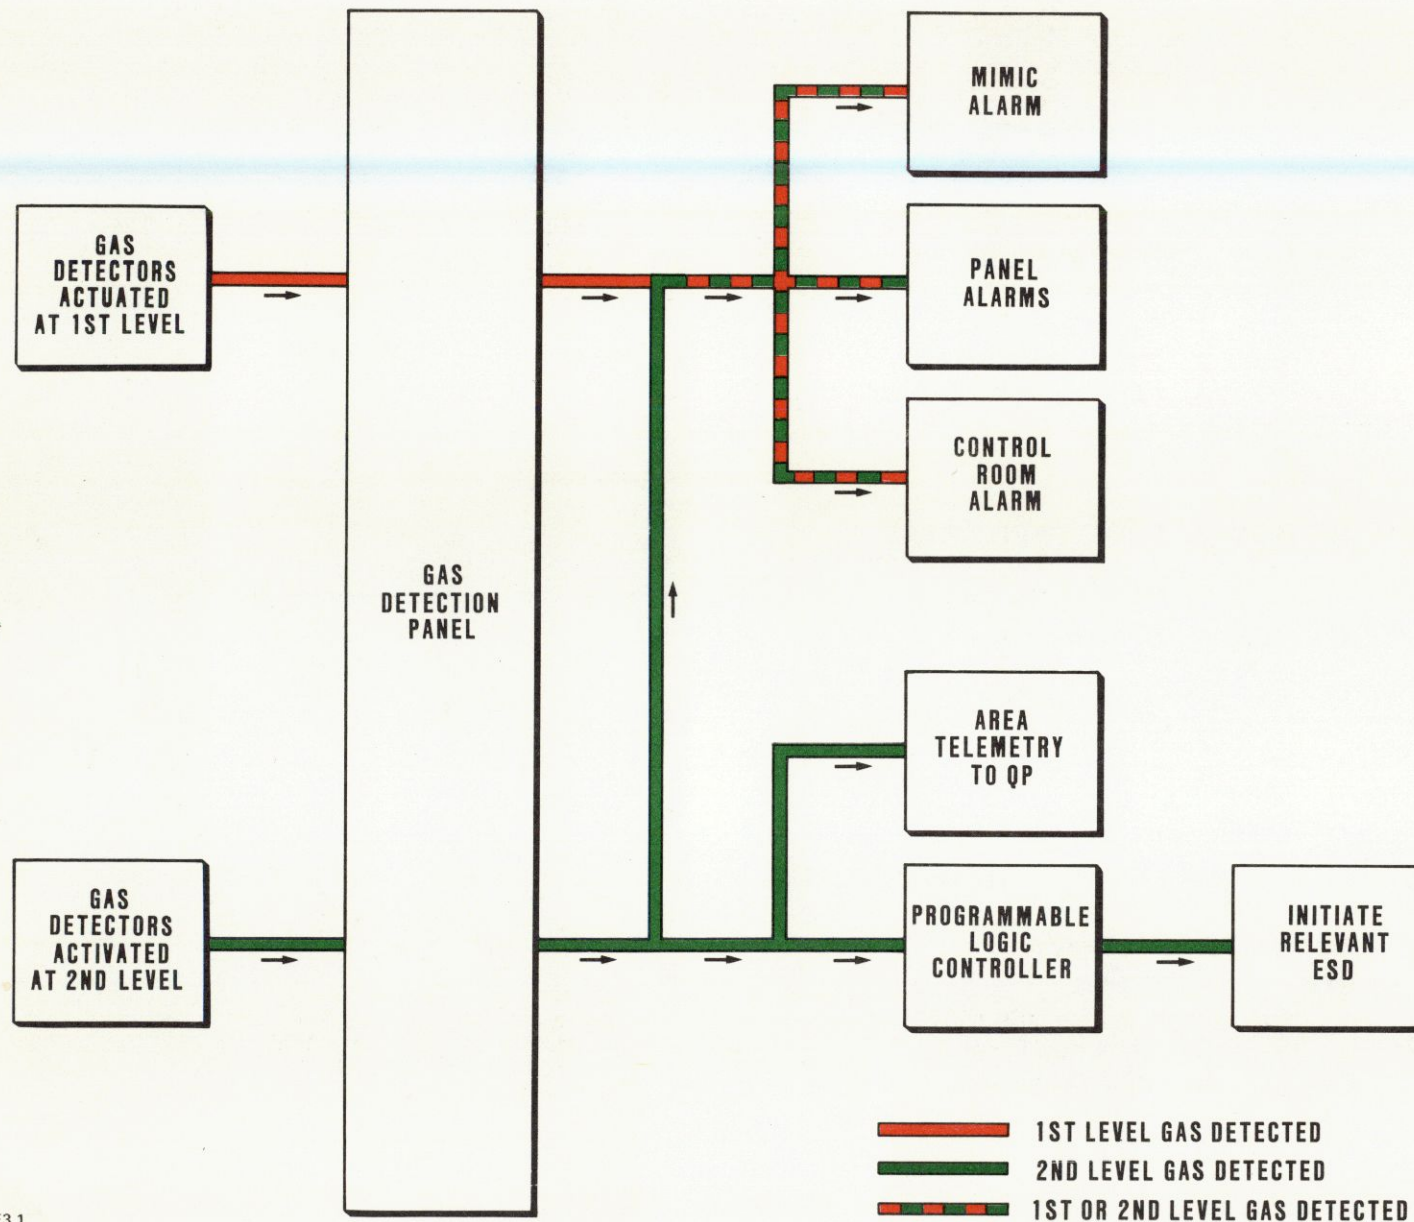 MIMIC
ALARM
GAS
DETECTORS
ACTUATED
AT 1ST LEVEL
PANEL
ALARMS
CONTROL
ROOM
ALARM
GAS
DETECTION
PANEL
AREA
TELEMETRY
TO QP
GAS
DETECTORS
ACTIVATED
AT 2ND LEVEL
PROGRAMMABLE
LOGIC
CONTROLLER
INITIATE
RELEVANT
ESD
1ST LEVEL GAS DETECTED
2ND LEVEL GAS DETECTED
1ST OR 2ND LEVEL GAS DETECTED